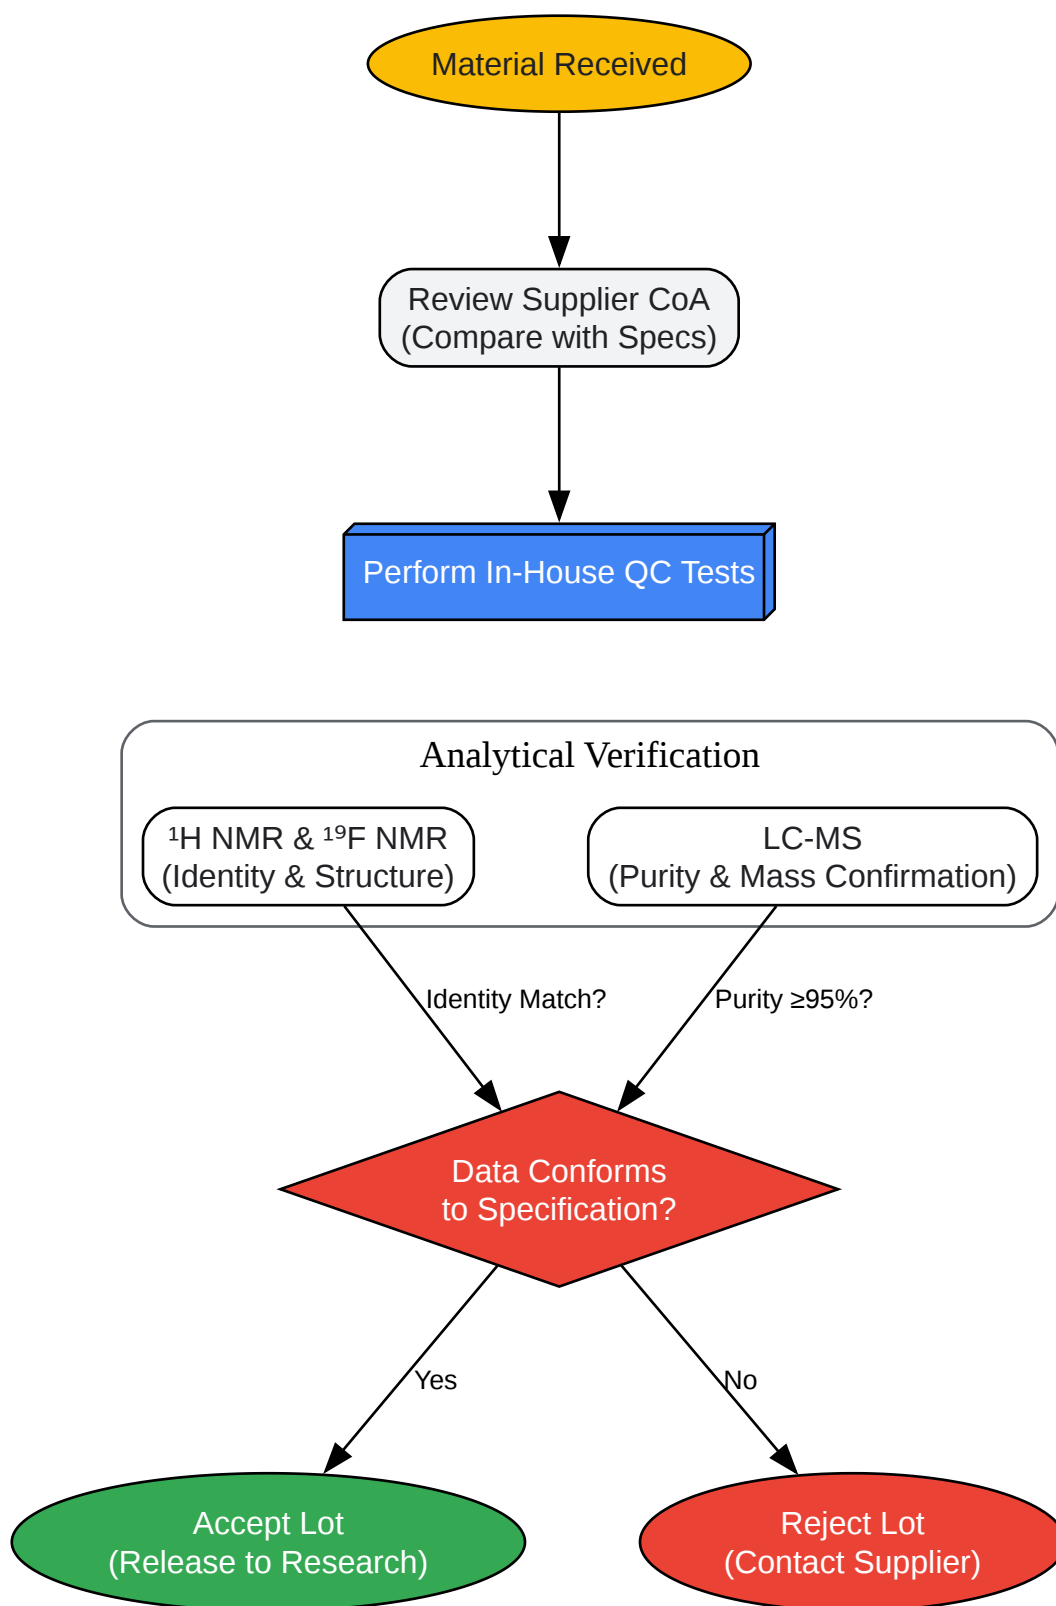 Material Received
Review Supplier CoA
(Compare with Specs)
Perform In-House QC Tests
Analytical Verification
¹H NMR & ¹⁹F NMR
(Identity & Structure)
LC-MS
(Purity & Mass Confirmation)
Identity Match?
Purity ≥95%?
Data Conforms
to Specification?
Yes
No
Accept Lot
(Release to Research)
Reject Lot
(Contact Supplier)